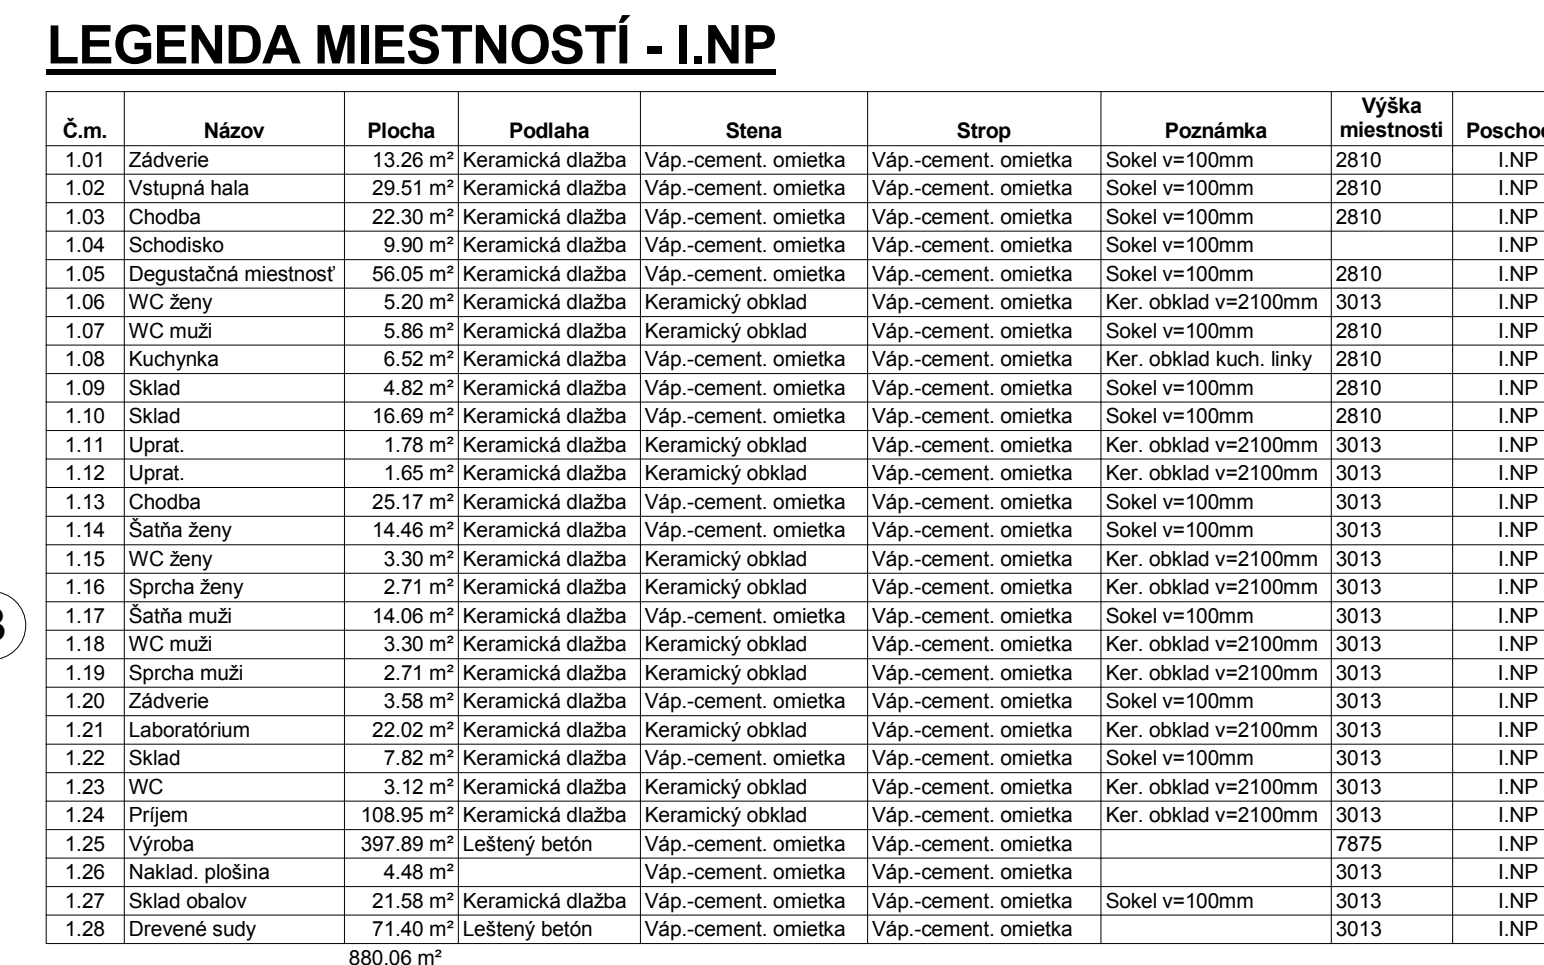 LEGENDA MIESTNOSTÍ - I.NP
Č.m. Názov Plocha Podlaha Stena Strop Poznámka Výška miestnosti
1.01 Zádverie 13.26 m² Keramická dlažba Váp.-cement. omietka Váp.-cement. omietka Sokel v=100mm 2810 I.NP
1.02 Vstupná hala 29.51 m² Keramická dlažba Váp.-cement. omietka Váp.-cement. omietka Sokel v=100mm 2810 I.NP
1.03 Chodba 22.30 m² Keramická dlažba Váp.-cement. omietka Váp.-cement. omietka Sokel v=100mm 2810 I.NP
1.04 Schodisko 9.90 m² Keramická dlažba Váp.-cement. omietka Váp.-cement. omietka Sokel v=100mm I.NP
1.05 Degustačná miestnosť 56.05 m² Keramická dlažba Váp.-cement. omietka Váp.-cement. omietka Sokel v=100mm 2810 I.NP
1.06 WC ženy 5.20 m² Keramická dlažba Keramický obklad Váp.-cement. omietka Ker. obklad v=2100mm 3013 I.NP
1.07 WC muži 5.86 m² Keramická dlažba Keramický obklad Váp.-cement. omietka Sokel v=100mm 2810 I.NP
1.08 Kuchynka 6.52 m² Keramická dlažba Váp.-cement. omietka Váp.-cement. omietka Ker. obklad kuch. linky 2810 I.NP
1.09 Sklad 4.82 m² Keramická dlažba Váp.-cement. omietka Váp.-cement. omietka Sokel v=100mm 2810 I.NP
1.10 Sklad 16.69 m² Keramická dlažba Váp.-cement. omietka Váp.-cement. omietka Sokel v=100mm 2810 I.NP
1.11 Uprat. 1.78 m² Keramická dlažba Keramický obklad Váp.-cement. omietka Ker. obklad v=2100mm 3013 I.NP
1.12 Uprat. 1.65 m² Keramická dlažba Keramický obklad Váp.-cement. omietka Ker. obklad v=2100mm 3013 I.NP
1.13 Chodba 25.17 m² Keramická dlažba Váp.-cement. omietka Váp.-cement. omietka Sokel v=100mm 3013 I.NP
1.14 Šatňa ženy 14.46 m² Keramická dlažba Váp.-cement. omietka Váp.-cement. omietka Sokel v=100mm 3013 I.NP
1.15 WC ženy 3.30 m² Keramická dlažba Keramický obklad Váp.-cement. omietka Ker. obklad v=2100mm 3013 I.NP
1.16 Sprcha ženy 2.71 m² Keramická dlažba Keramický obklad Váp.-cement. omietka Ker. obklad v=2100mm 3013 I.NP
1.17 Šatňa muži 14.06 m² Keramická dlažba Váp.-cement. omietka Váp.-cement. omietka Sokel v=100mm 3013 I.NP
1.18 WC muži 3.30 m² Keramická dlažba Keramický obklad Váp.-cement. omietka Ker. obklad v=2100mm 3013 I.NP
1.19 Sprcha muži 2.71 m² Keramická dlažba Keramický obklad Váp.-cement. omietka Ker. obklad v=2100mm 3013 I.NP
1.20 Zádverie 3.58 m² Keramická dlažba Váp.-cement. omietka Váp.-cement. omietka Sokel v=100mm 3013 I.NP
1.21 Laboratórium 22.02 m² Keramická dlažba Keramický obklad Váp.-cement. omietka Ker. obklad v=2100mm 3013 I.NP
1.22 Sklad 7.82 m² Keramická dlažba Váp.-cement. omietka Váp.-cement. omietka Sokel v=100mm 3013 I.NP
1.23 WC 3.12 m² Keramická dlažba Keramický obklad Váp.-cement. omietka Ker. obklad v=2100mm 3013 I.NP
1.24 Príjem 108.95 m² Keramická dlažba Keramický obklad Váp.-cement. omietka Ker. obklad v=2100mm 3013 I.NP
1.25 Výroba 397.89 m² Leštený betón Váp.-cement. omietka Váp.-cement. omietka 7875 I.NP
1.26 Naklad. plošina 4.48 m² Váp.-cement. omietka Váp.-cement. omietka 3013 I.NP
1.27 Sklad obalov 21.58 m² Keramická dlažba Váp.-cement. omietka Váp.-cement. omietka Sokel v=100mm 3013 I.NP
1.28 Drevené sudy 71.40 m² Leštený betón Váp.-cement. omietka Váp.-cement. omietka 3013 I.NP
880.06 m²